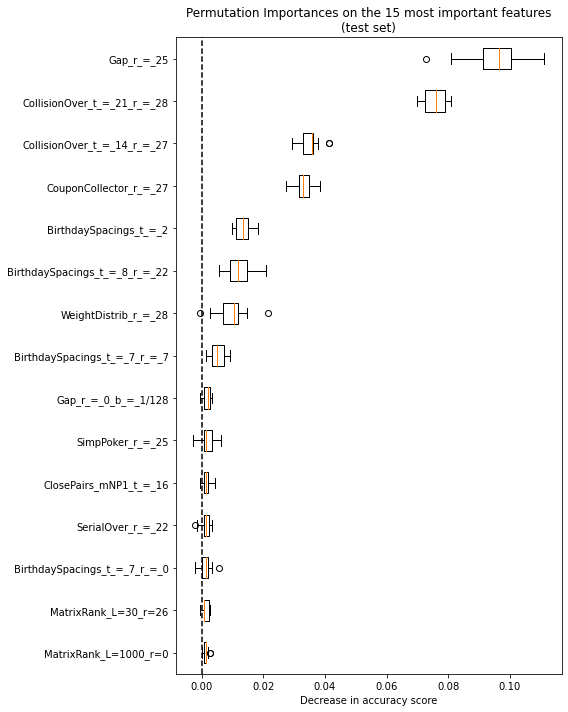 Permutation Importances on the 15 most important features
(test set)
Gap_r_=_25
CollisionOver_t_=_21_r_=_28
CollisionOver_t_=_14_r_=_27
CouponCollector_r_=_27
BirthdaySpacings_t_=_2
BirthdaySpacings_t_=_8_r_=_22
WeightDistrib_r_=_28
BirthdaySpacings_t_=_7_r_=_7
Gap_r_=_0_b_=_1/128
SimpPoker_r_=_25
ClosePairs_mNP1_t_=_16
SerialOver_r_=_22
BirthdaySpacings_t_=_7_r_=_0
MatrixRank_L=30_r=26
MatrixRank_L=1000_r=0
0.00 0.02 0.04 0.06 0.08 0.10
Decrease in accuracy score